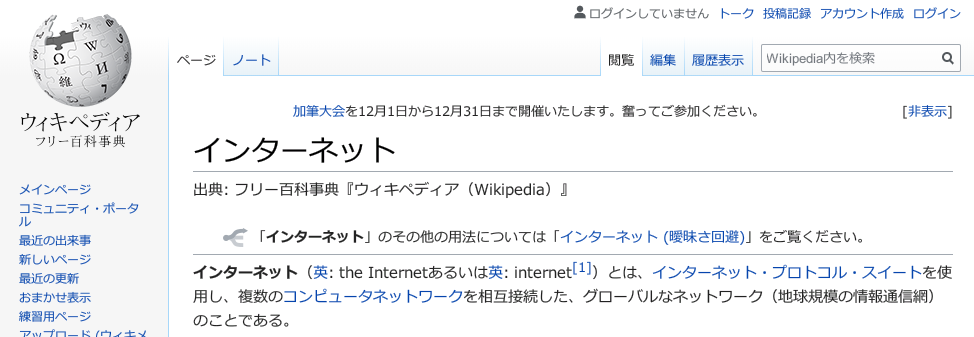 ログインしていません トーク 投稿記録 アカウント作成 ログイン
ページ ノート 閲覧 編集 履歴表示 Wikipedia内を検索
ウィキペディア
フリー百科事典
加筆大会を12月1日から12月31日まで開催いたします。奮ってご参加ください。 [非表示]
インターネット
出典: フリー百科事典『ウィキペディア（Wikipedia）』
「インターネット」のその他の用法については「インターネット (曖昧さ回避)」をご覧ください。
インターネット（英: the Internetあるいは英: internet[1]）とは、インターネット・プロトコル・スイートを使
用し、複数のコンピュータネットワークを相互接続した、グローバルなネットワーク（地球規模の情報通信網）
のことである。
メインページ
コミュニティ・ポータ
ル
最近の出来事
新しいページ
最近の更新
おまかせ表示
練習用ページ
アップロード (ウィキメ